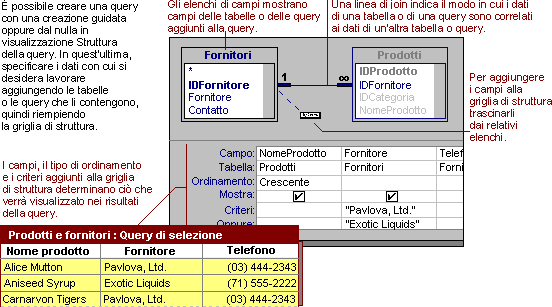 È possibile creare una query
con una creazione guidata
oppure dal nulla in
visualizzazione Struttura
della query. In quest'ultima,
specificare i dati con cui si
desidera lavorare
aggiungendo le tabelle
o le query che li contengono,
quindi riempiendo
la griglia di struttura.
Gli elenchi di campi mostrano
campi delle tabelle o delle query
aggiunti alla query.
Una linea di join indica il modo in cui i dati
di una tabella o di una query sono correlati
ai dati di un'altra tabella o query.
Fornitori
*
IDFornitore
Fornitore
Contatto
1
∞
Prodotti
IDProdotto
IDFornitore
IDCategoria
NomeProdotto
Per aggiungere
i campi alla
griglia di struttura
trascinarli
dai relativi
elenchi.
I campi, il tipo di ordinamento
e i criteri aggiunti alla griglia
di struttura determinano ciò che
verrà visualizzato nei risultati
della query.
Campo: NomeProdotto Fornitore Telef
Tabella: Prodotti Fornitori Forni
Ordinamento: Crescente
Mostra:
Criteri: "Pavlova, Ltd."
Oppure: "Exotic Liquids"
Prodotti e fornitori : Query di selezione
Nome prodotto Fornitore Telefono
Alice Mutton Pavlova, Ltd. (03) 444-2343
Aniseed Syrup Exotic Liquids (71) 555-2222
Carnarvon Tigers Pavlova, Ltd. (03) 444-2343